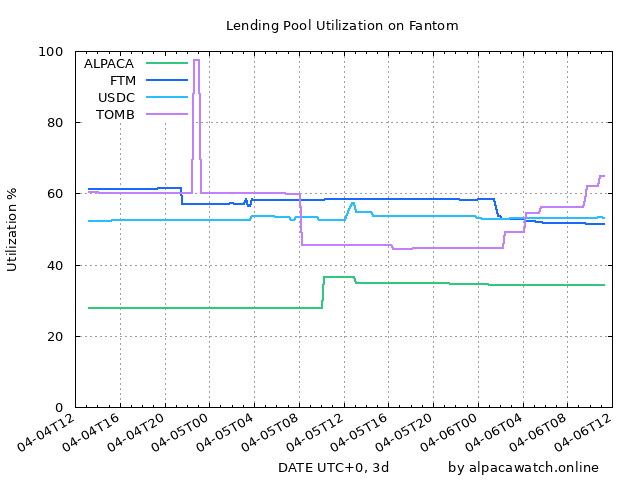 Lending Pool Utilization on Fantom
100
80
60
40
20
0
Utilization %
ALPACA
FTM
USDC
TOMB
04-04T12
04-04T16
04-04T20
04-05T00
04-05T04
04-05T08
04-05T12
04-05T16
04-05T20
04-06T00
04-06T04
04-06T08
04-06T12
DATE UTC+0, 3d
by alpacawatch.online